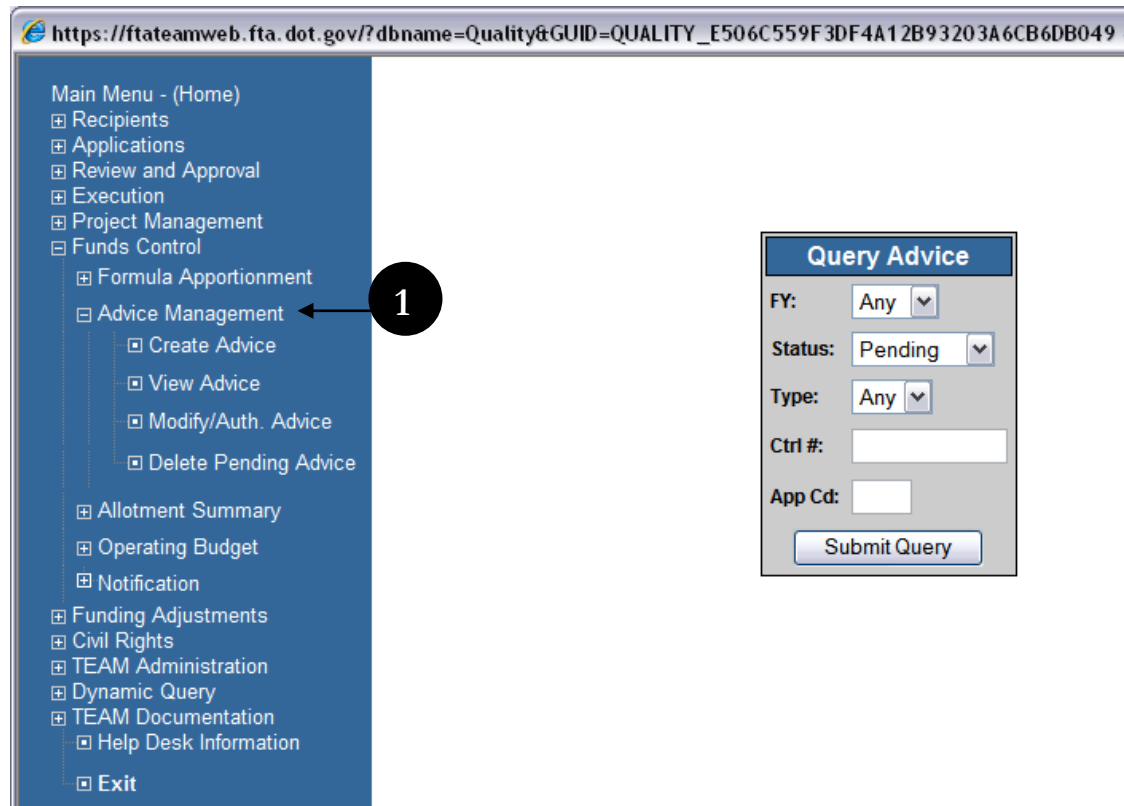 https://ftateamweb.fta.dot.gov/?dbname=Quality&GUID=QUALITY_E506C559F3DF4A12B93203A6CB6DB049
Main Menu - (Home)
Recipients
Applications
Review and Approval
Execution
Project Management
Funds Control
Formula Apportionment
Advice Management
1
Create Advice
View Advice
Modify/Auth. Advice
Delete Pending Advice
Allotment Summary
Operating Budget
Notification
Funding Adjustments
Civil Rights
TEAM Administration
Dynamic Query
TEAM Documentation
Help Desk Information
Exit
Query Advice
FY: Any
Status: Pending
Type: Any
Ctrl #:
App Cd:
Submit Query